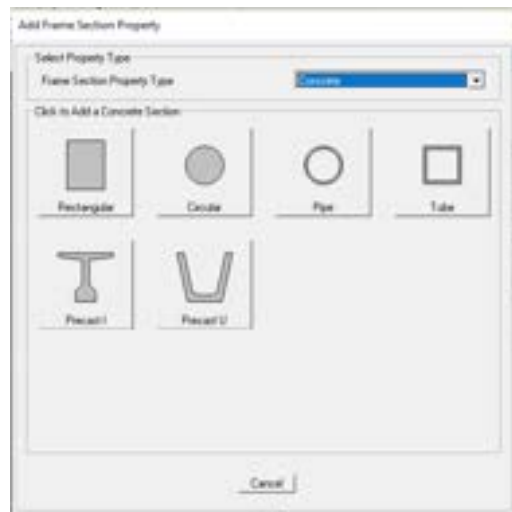 Add Frame Section Property
Select Property Type
Frame Section Property Type
Concrete
Click to Add a Concrete Section
Rectangular
Circular
Pipe
Tube
Precast I
Precast U
Cancel